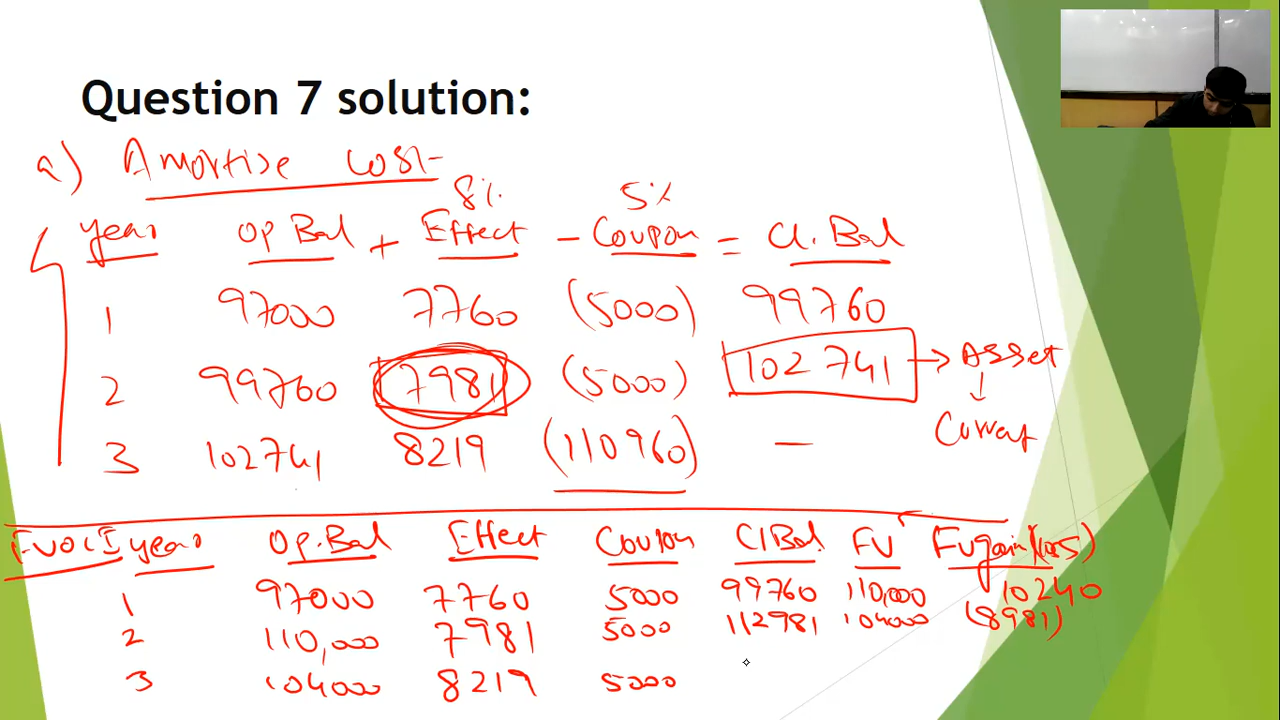 Question 7 solution:
a) Amortise cost
8% 5%
year Op Bal + Effect - Coupon = Cl. Bal
1 97000 7760 (5000) 99760
2 99760 7981 (5000) 102741 → Asset
↓
Current
3 102741 8219 (110960) —
FVOCI year Op. Bal Effect Coupon Cl Bal FV FV gain/(loss)
1 97000 7760 5000 99760 110,000 10240
2 110,000 7981 5000 112981 104000 (8981)
3 104000 8219 5000